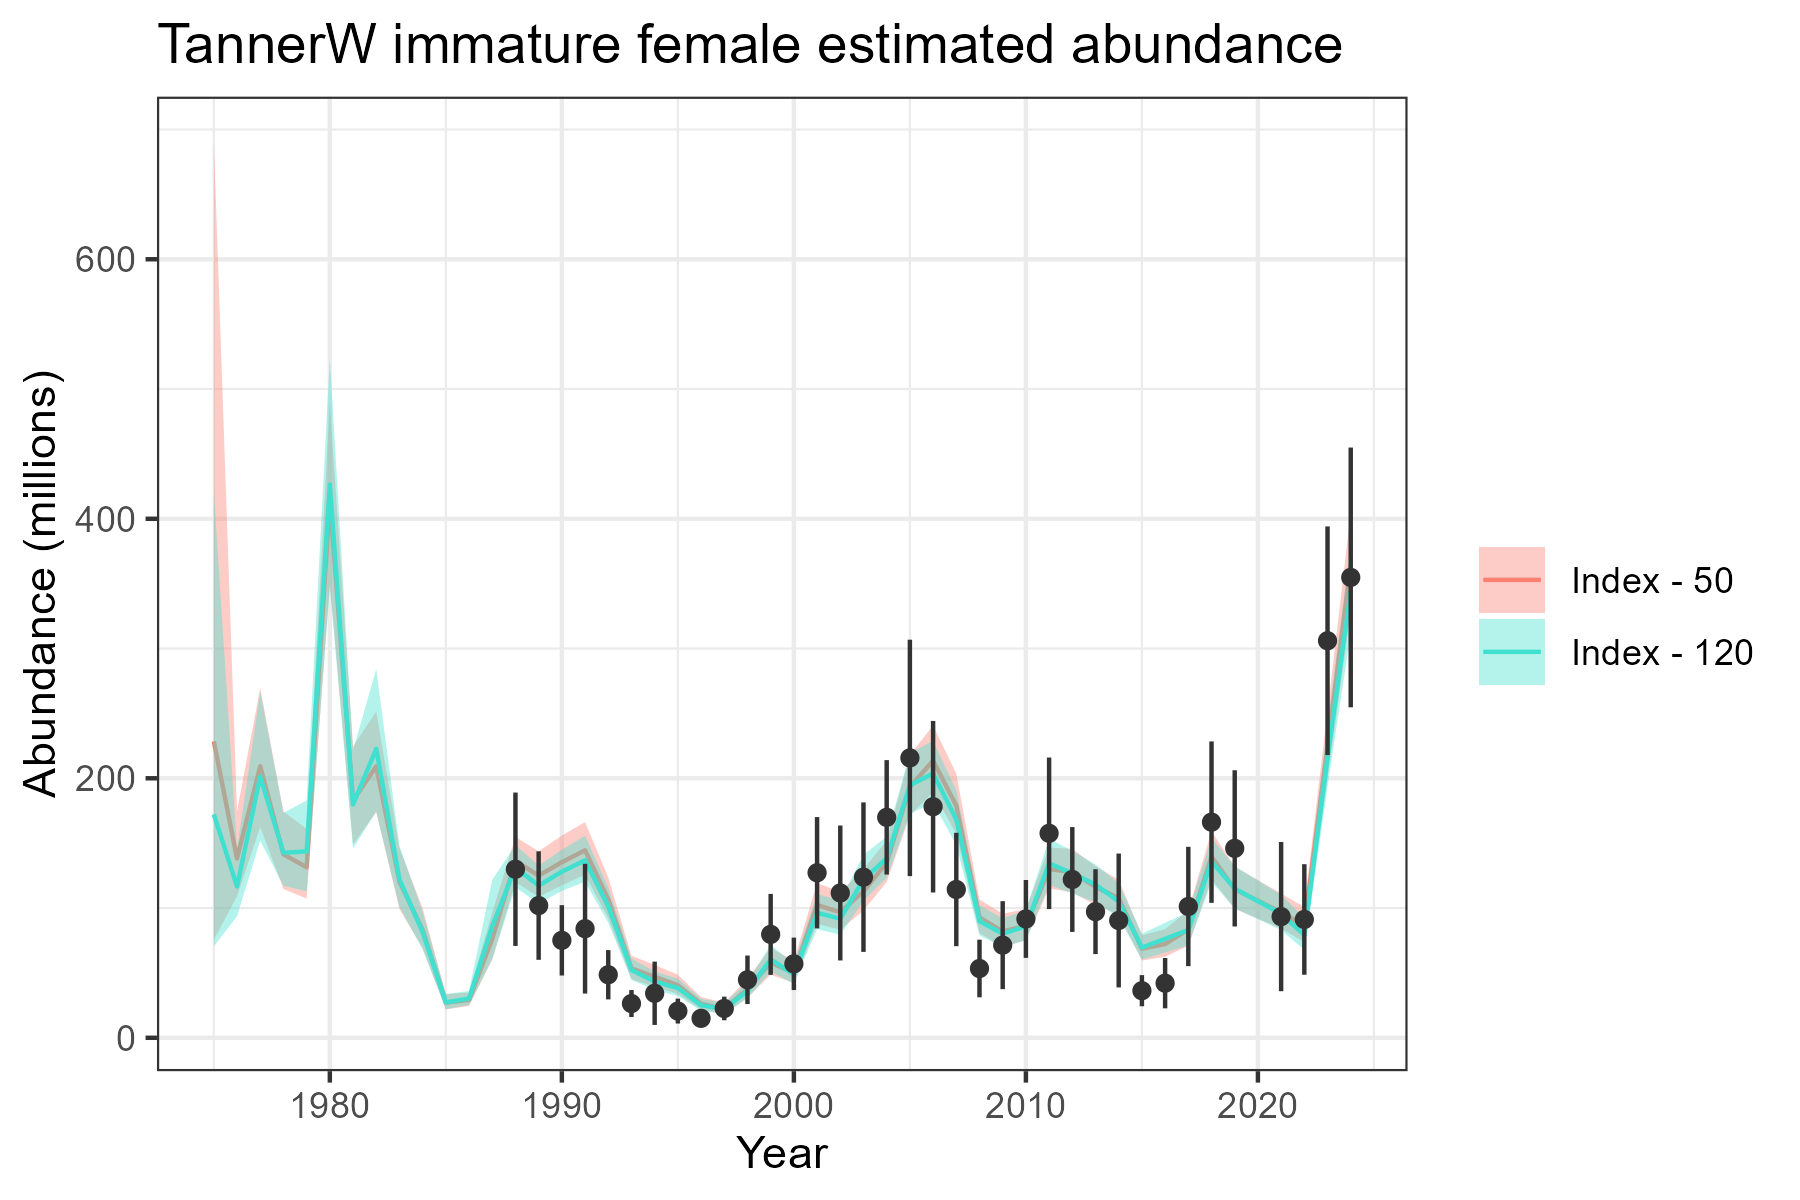 TannerW immature female estimated abundance
Abundance (millions)
600
400
200
0
1980 1990 2000 2010 2020
Year
Index - 50
Index - 120